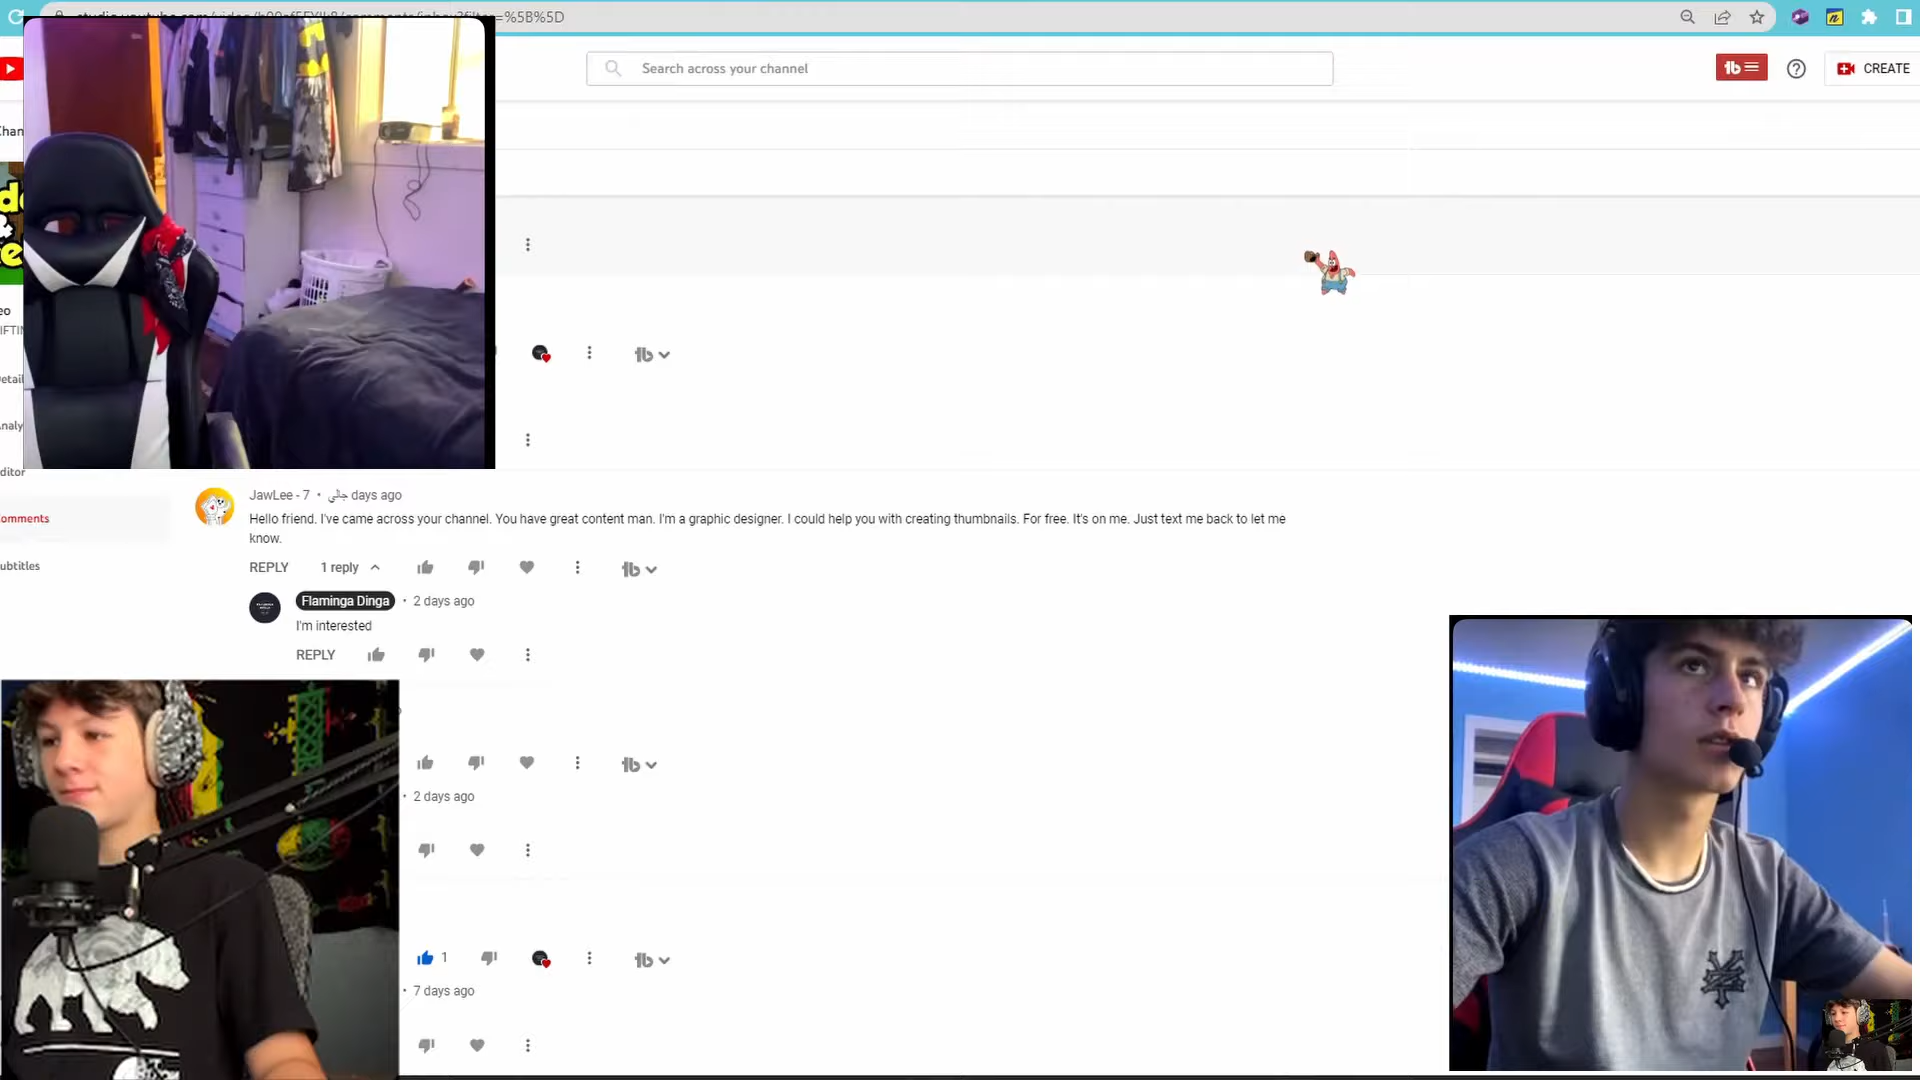 Search across your channel
CREATE
JawLee - جالي • 7 days ago
Hello friend. I've came across your channel. You have great content man. I'm a graphic designer. I could help you with creating thumbnails. For free. It's on me. Just text me back to let me
know.
REPLY 1 reply
Flaminga Dinga • 2 days ago
I'm interested
REPLY
omments
ubtitles
• 2 days ago
1
• 7 days ago